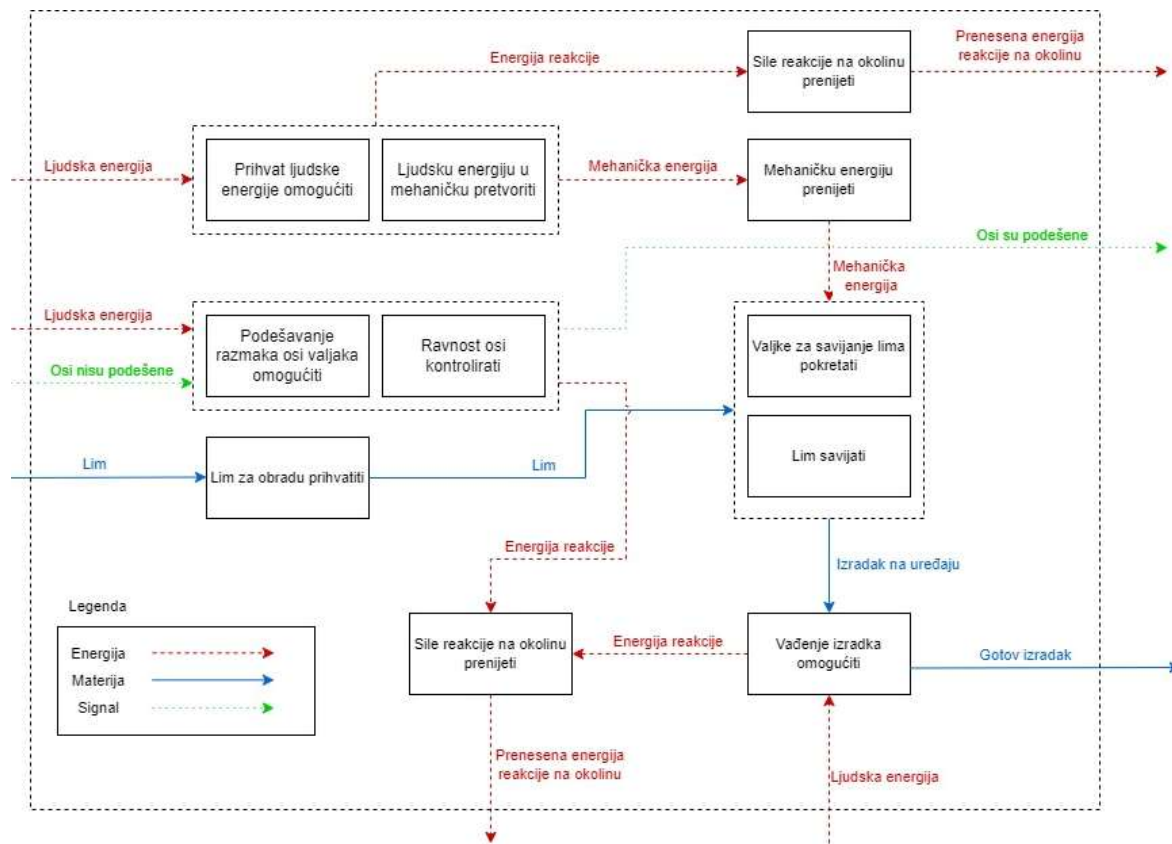 Prenesena energija
reakcije na okolinu
Energija reakcije
Sile reakcije na okolinu
prenijeti
Ljudska energija
Prihvat ljudske
energije omogućiti
Ljudsku energiju u
mehaničku pretvoriti
Mehanička energija
Mehaničku energiju
prenijeti
Osi su podešene
Mehanička
energija
Ljudska energija
Osi nisu podešene
Podešavanje
razmaka osi valjaka
omogućiti
Ravnost osi
kontrolirati
Valjke za savijanje lima
pokretati
Lim savijati
Lim
Lim za obradu prihvatiti
Lim
Energija reakcije
Izradak na uređaju
Legenda
Energija
Materija
Signal
Sile reakcije na okolinu
prenijeti
Energija reakcije
Vađenje izradka
omogućiti
Gotov izradak
Prenesena energija
reakcije na okolinu
Ljudska energija